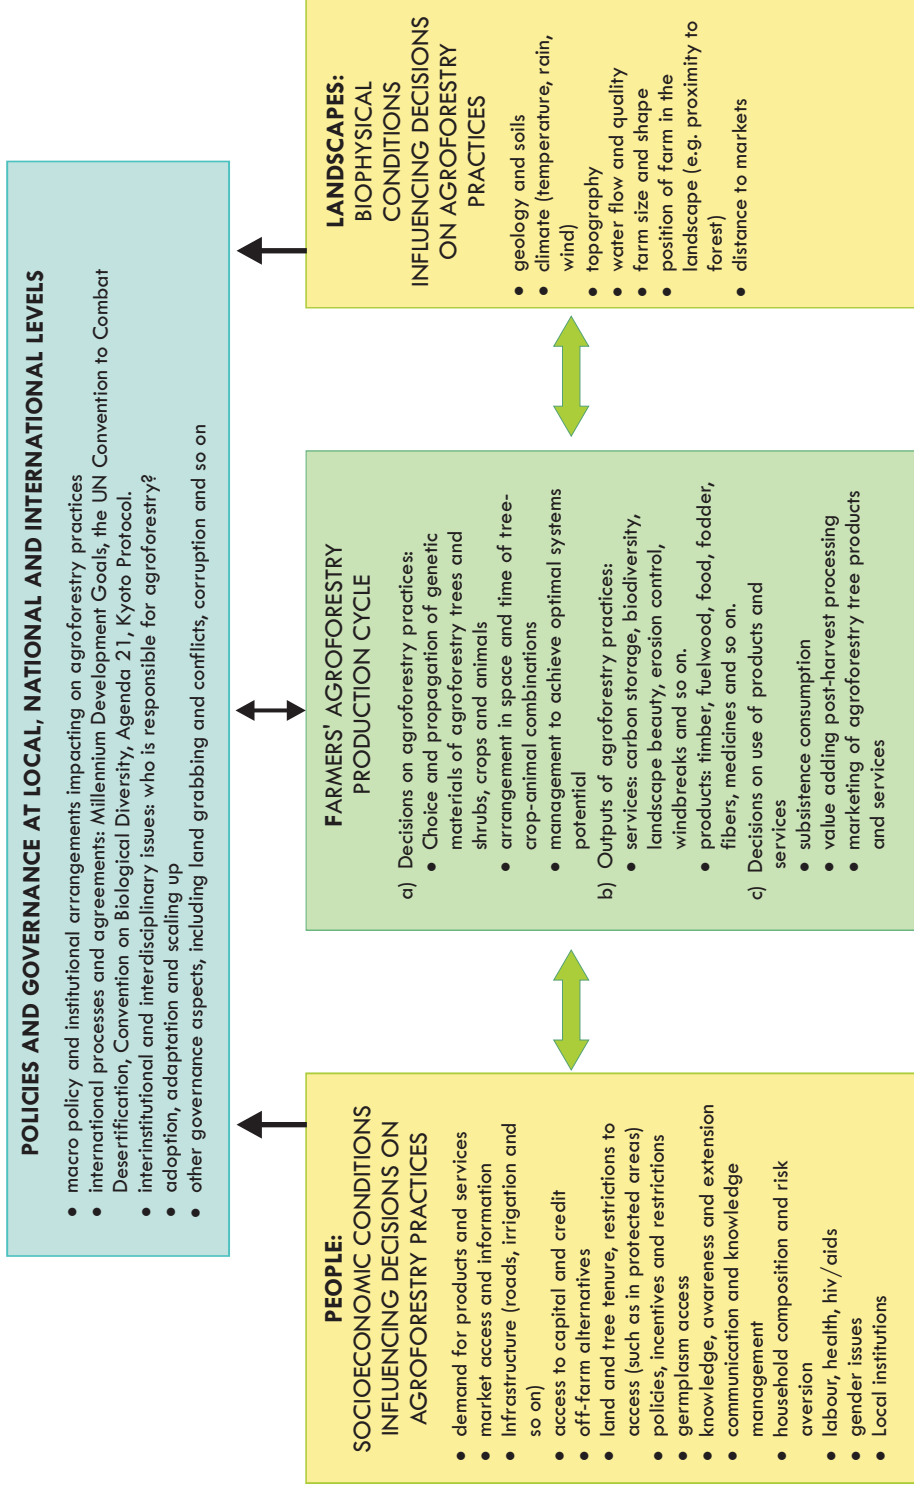 POLICIES AND GOVERNANCE AT LOCAL, NATIONAL AND INTERNATIONAL LEVELS
• macro policy and institutional arrangements impacting on agroforestry practices
• international processes and agreements: Millennium Development Goals, the UN Convention to Combat
Desertification, Convention on Biological Diversity, Agenda 21, Kyoto Protocol.
• interinstitutional and interdisciplinary issues: who is responsible for agroforestry?
• adoption, adaptation and scaling up
• other governance aspects, including land grabbing and conflicts, corruption and so on
PEOPLE:
SOCIOECONOMIC CONDITIONS
INFLUENCING DECISIONS ON
AGROFORESTRY PRACTICES
• demand for products and services
• market access and information
• Infrastructure (roads, irrigation and
so on)
• access to capital and credit
• off-farm alternatives
• land and tree tenure, restrictions to
access (such as in protected areas)
• policies, incentives and restrictions
• germplasm access
• knowledge, awareness and extension
• communication and knowledge
management
• household composition and risk
aversion
• labour, health, hiv/aids
• gender issues
• Local institutions
FARMERS' AGROFORESTRY
PRODUCTION CYCLE
a) Decisions on agroforestry practices:
• Choice and propagation of genetic
materials of agroforestry trees and
shrubs, crops and animals
• arrangement in space and time of tree-
crop-animal combinations
• management to achieve optimal systems
potential
b) Outputs of agroforestry practices:
• services: carbon storage, biodiversity,
landscape beauty, erosion control,
windbreaks and so on.
• products: timber, fuelwood, food, fodder,
fibers, medicines and so on.
c) Decisions on use of products and
services
• subsistence consumption
• value adding post-harvest processing
• marketing of agroforestry tree products
and services
LANDSCAPES:
BIOPHYSICAL
CONDITIONS
INFLUENCING DECISIONS
ON AGROFORESTRY
PRACTICES
• geology and soils
• climate (temperature, rain,
wind)
• topography
• water flow and quality
• farm size and shape
• position of farm in the
landscape (e.g. proximity to
forest)
• distance to markets